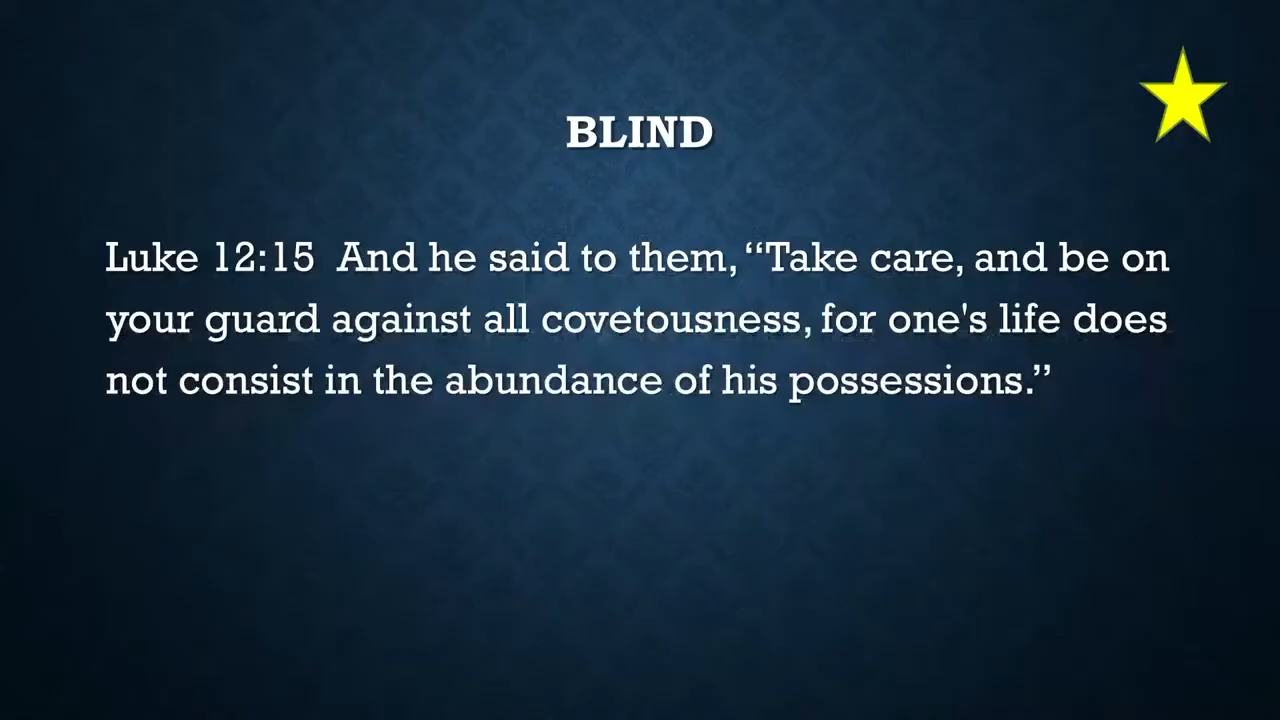 BLIND
Luke 12:15  And he said to them, “Take care, and be on
your guard against all covetousness, for one's life does
not consist in the abundance of his possessions.”